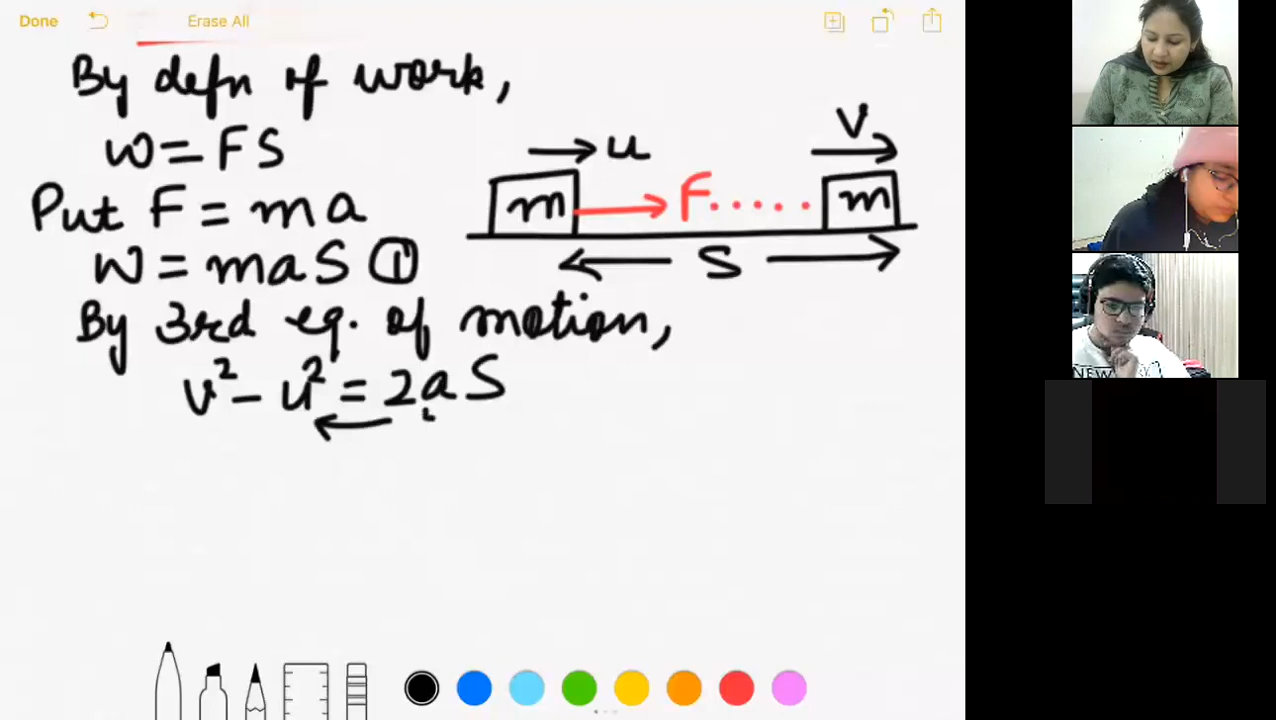 Done Erase All
By defn of work,
W = FS
Put F = ma
W = maS ①
By 3rd eq. of motion,
v² - u² = 2aS
u
V
m F..... m
S
NEW